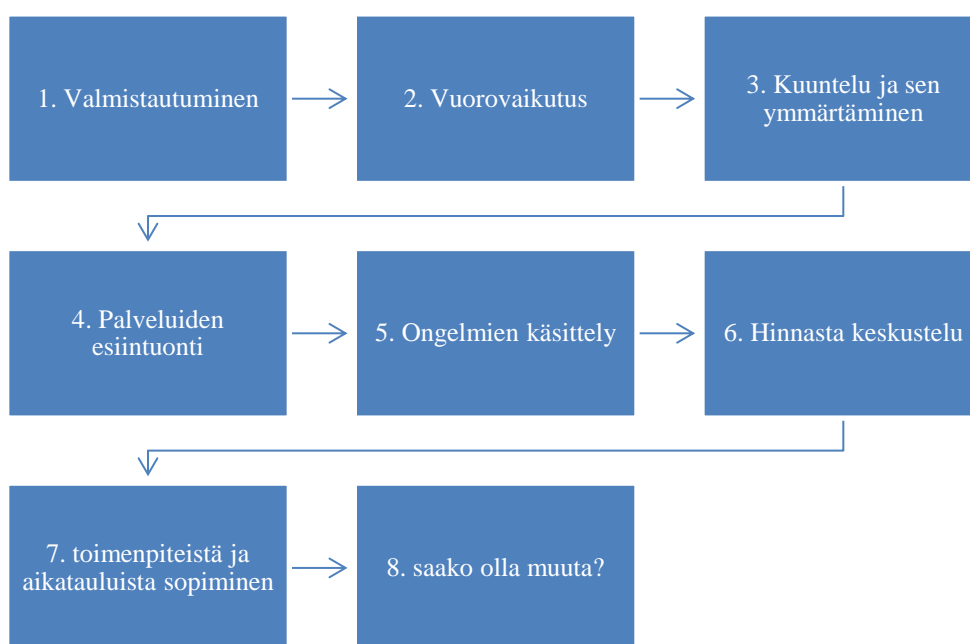 1. Valmistautuminen
2. Vuorovaikutus
3. Kuuntelu ja sen
ymmärtäminen
4. Palveluiden
esiintuonti
5. Ongelmien käsittely
6. Hinnasta keskustelu
7. toimenpiteistä ja
aikatauluista sopiminen
8. saako olla muuta?